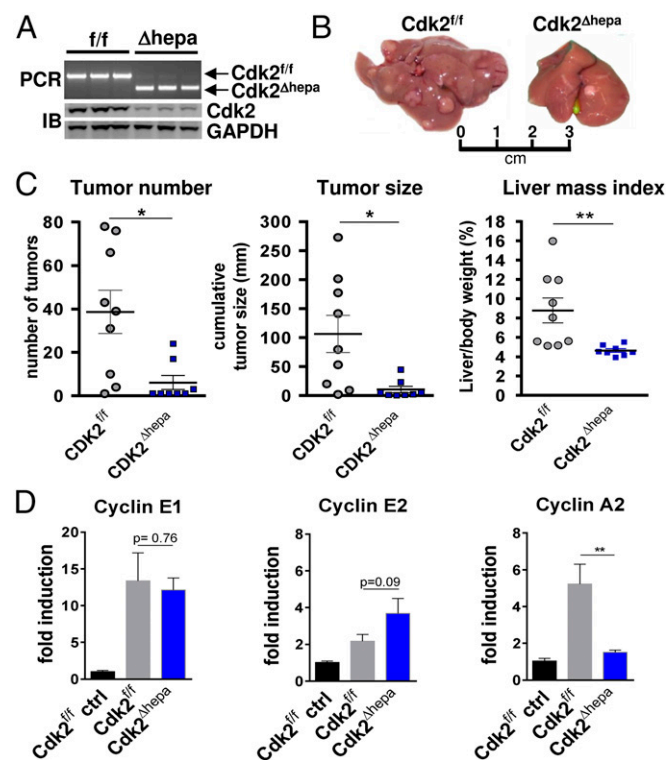 A
f/f Δhepa
PCR
Cdk2f/f
Cdk2Δhepa
IB
Cdk2
GAPDH
B
Cdk2f/f
Cdk2Δhepa
0 1 2 3
cm
C
Tumor number
*
number of tumors
80
60
40
20
0
CDK2f/f
CDK2Δhepa
Tumor size
*
cumulative
tumor size (mm)
300
250
200
150
100
50
0
CDK2f/f
CDK2Δhepa
Liver mass index
**
Liver/body weight (%)
18
16
14
12
10
8
6
4
2
0
Cdk2f/f
Cdk2Δhepa
D
Cyclin E1
p= 0.76
fold induction
20
15
10
5
0
Cdk2f/f ctrl
Cdk2f/f
Cdk2Δhepa
Cyclin E2
p=0.09
fold induction
8
6
4
2
0
Cdk2f/f ctrl
Cdk2f/f
Cdk2Δhepa
Cyclin A2
**
fold induction
8
6
4
2
0
Cdk2f/f ctrl
Cdk2f/f
Cdk2Δhepa